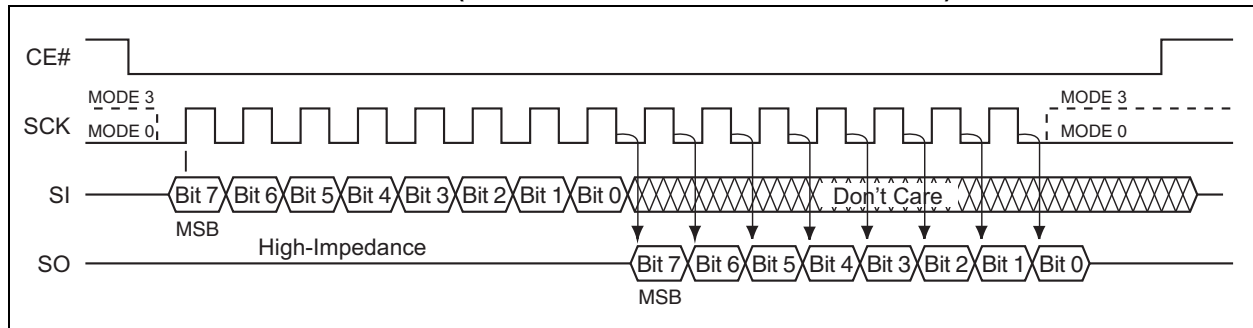 CE#
MODE 3 MODE 3
SCK MODE 0 MODE 0
SI Bit 7 Bit 6 Bit 5 Bit 4 Bit 3 Bit 2 Bit 1 Bit 0 Don't Care
MSB
High-Impedance
SO Bit 7 Bit 6 Bit 5 Bit 4 Bit 3 Bit 2 Bit 1 Bit 0
MSB